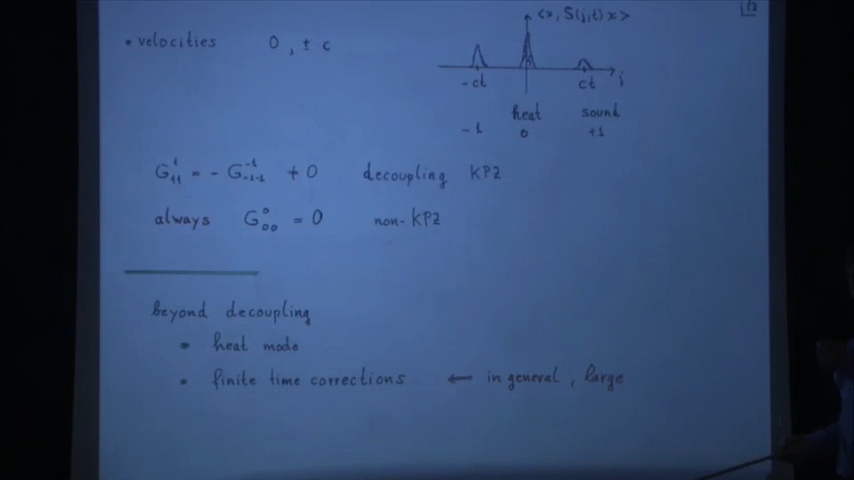 • velocities 0, ± c
<x, S(j,t) x>
-ct ct j
heat sound
-1 0 +1
G¹₁₁ = - G⁻¹₋₁₋₁ ≠ 0 decoupling KPZ
always G⁰₀₀ = 0 non-KPZ
beyond decoupling
• heat mode
• finite time corrections ← in general, large